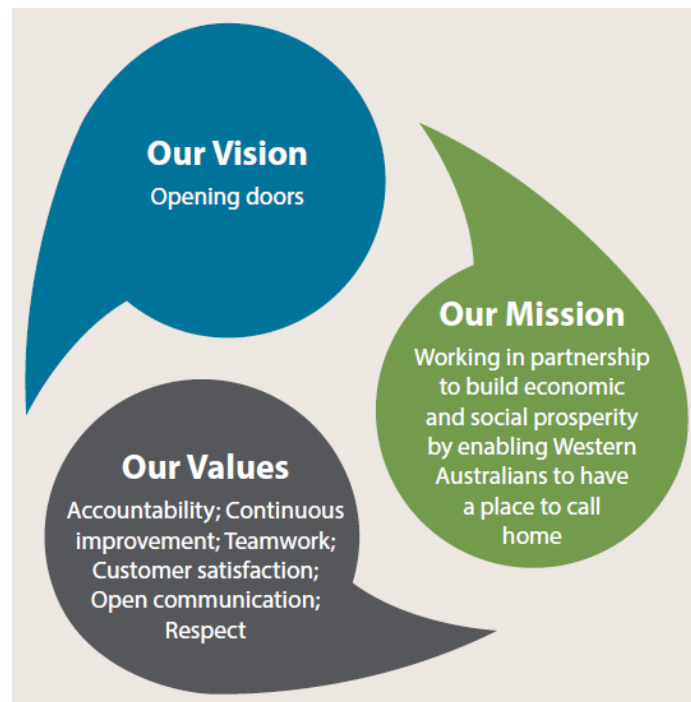 Our Vision
Opening doors
Our Mission
Working in partnership
to build economic
and social prosperity
by enabling Western
Australians to have
a place to call
home
Our Values
Accountability; Continuous
improvement; Teamwork;
Customer satisfaction;
Open communication;
Respect